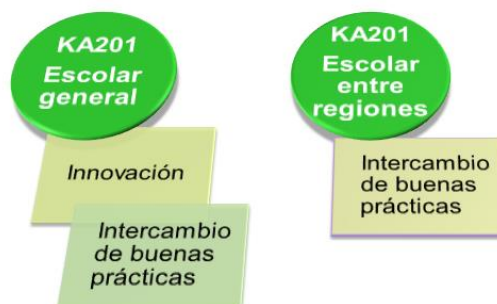 KA201
Escolar
general
Innovación
Intercambio
de buenas
prácticas
KA201
Escolar
entre
regiones
Intercambio
de buenas
prácticas